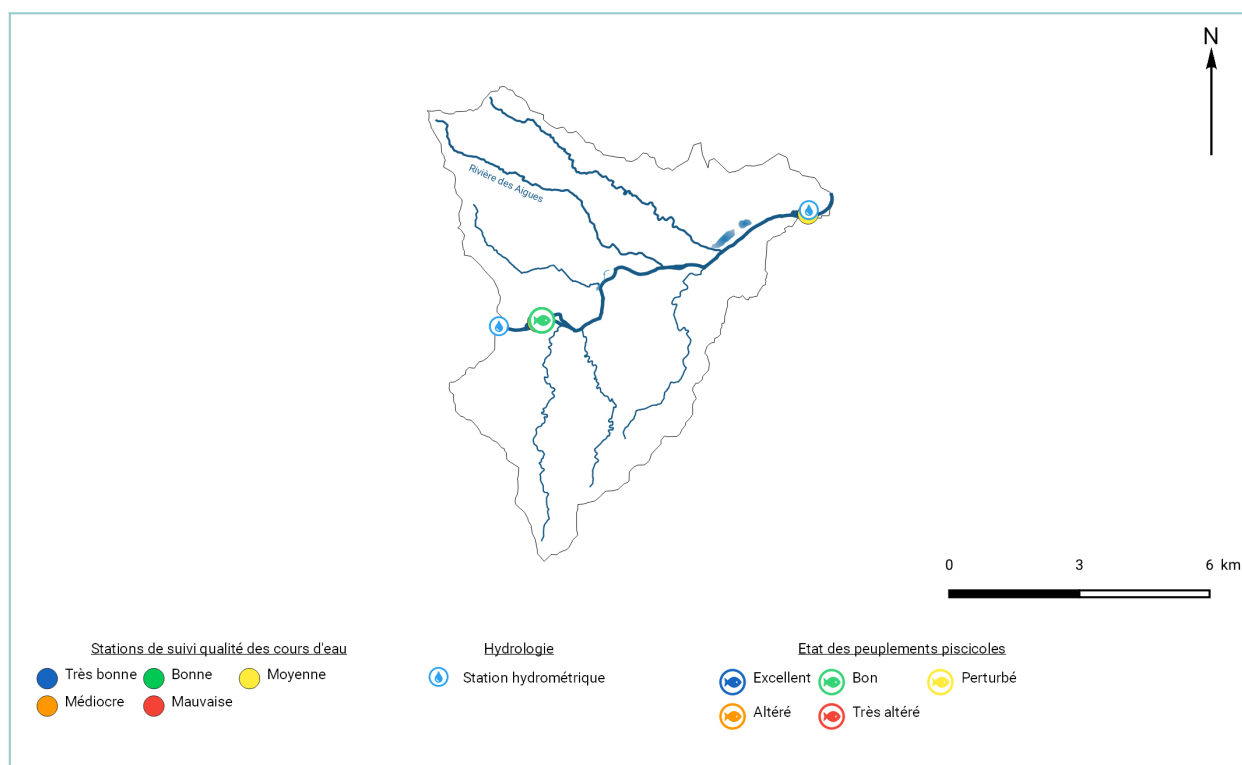 N
Rivière des Aigues
0 3 6 km
Stations de suivi qualité des cours d'eau
Très bonne Bonne Moyenne
Médiocre Mauvaise
Hydrologie
Station hydrométrique
Etat des peuplements piscicoles
Excellent Bon Perturbé
Altéré Très altéré